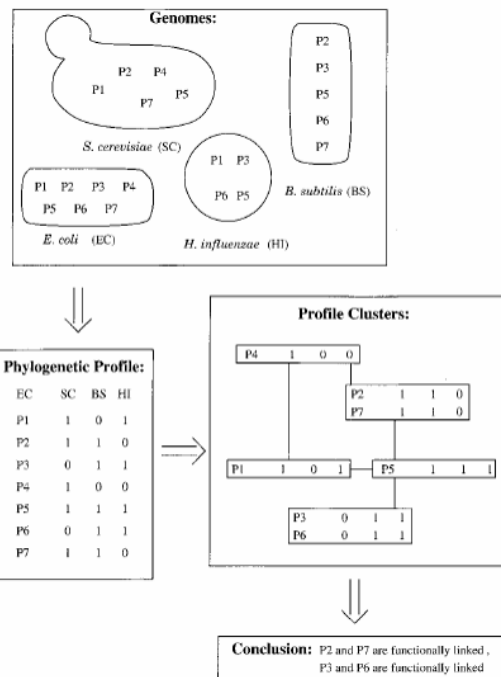 Genomes:
P2 P4
P1
P7 P5
S. cerevisiae (SC)
P2
P3
P5
P6
P7
B. subtilis (BS)
P1 P3
P6 P5
H. influenzae (HI)
P1 P2 P3 P4
P5 P6 P7
E. coli (EC)
Phylogenetic Profile:
EC SC BS HI
P1 1 0 1
P2 1 1 0
P3 0 1 1
P4 1 0 0
P5 1 1 1
P6 0 1 1
P7 1 1 0
Profile Clusters:
P4 1 0 0
P2 1 1 0
P7 1 1 0
P1 1 0 1
P5 1 1 1
P3 0 1 1
P6 0 1 1
Conclusion: P2 and P7 are functionally linked ,
P3 and P6 are functionally linked